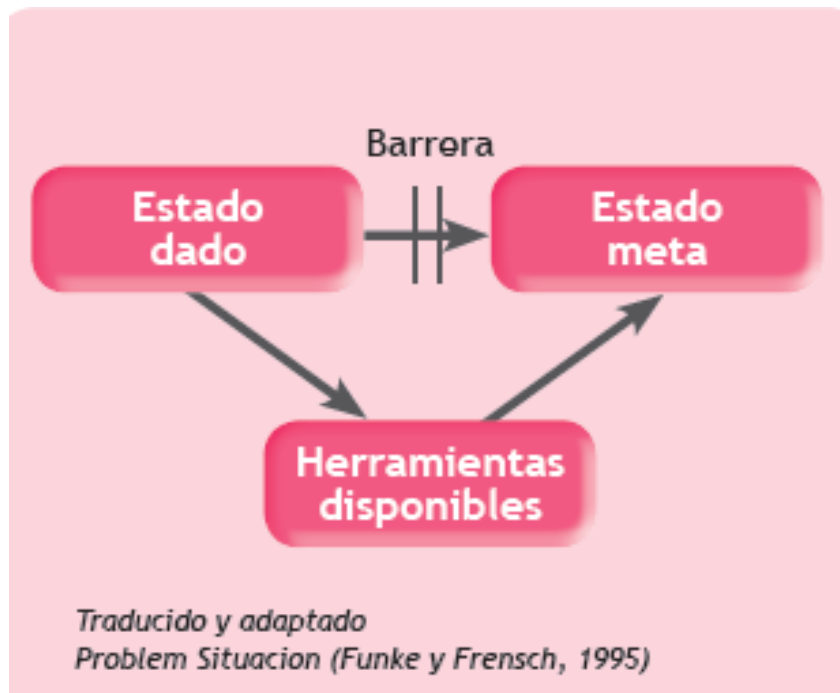 Barrera
Estado
dado
Estado
meta
Herramientas
disponibles
Traducido y adaptado
Problem Situacion (Funke y Frensch, 1995)